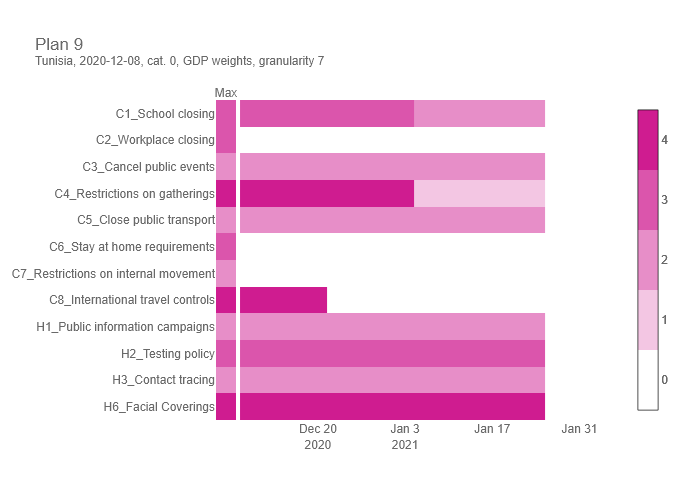 Plan 9
Tunisia, 2020-12-08, cat. 0, GDP weights, granularity 7
Max
C1_School closing
C2_Workplace closing
C3_Cancel public events
C4_Restrictions on gatherings
C5_Close public transport
C6_Stay at home requirements
C7_Restrictions on internal movement
C8_International travel controls
H1_Public information campaigns
H2_Testing policy
H3_Contact tracing
H6_Facial Coverings
Dec 20
2020
Jan 3
2021
Jan 17
Jan 31
4
3
2
1
0